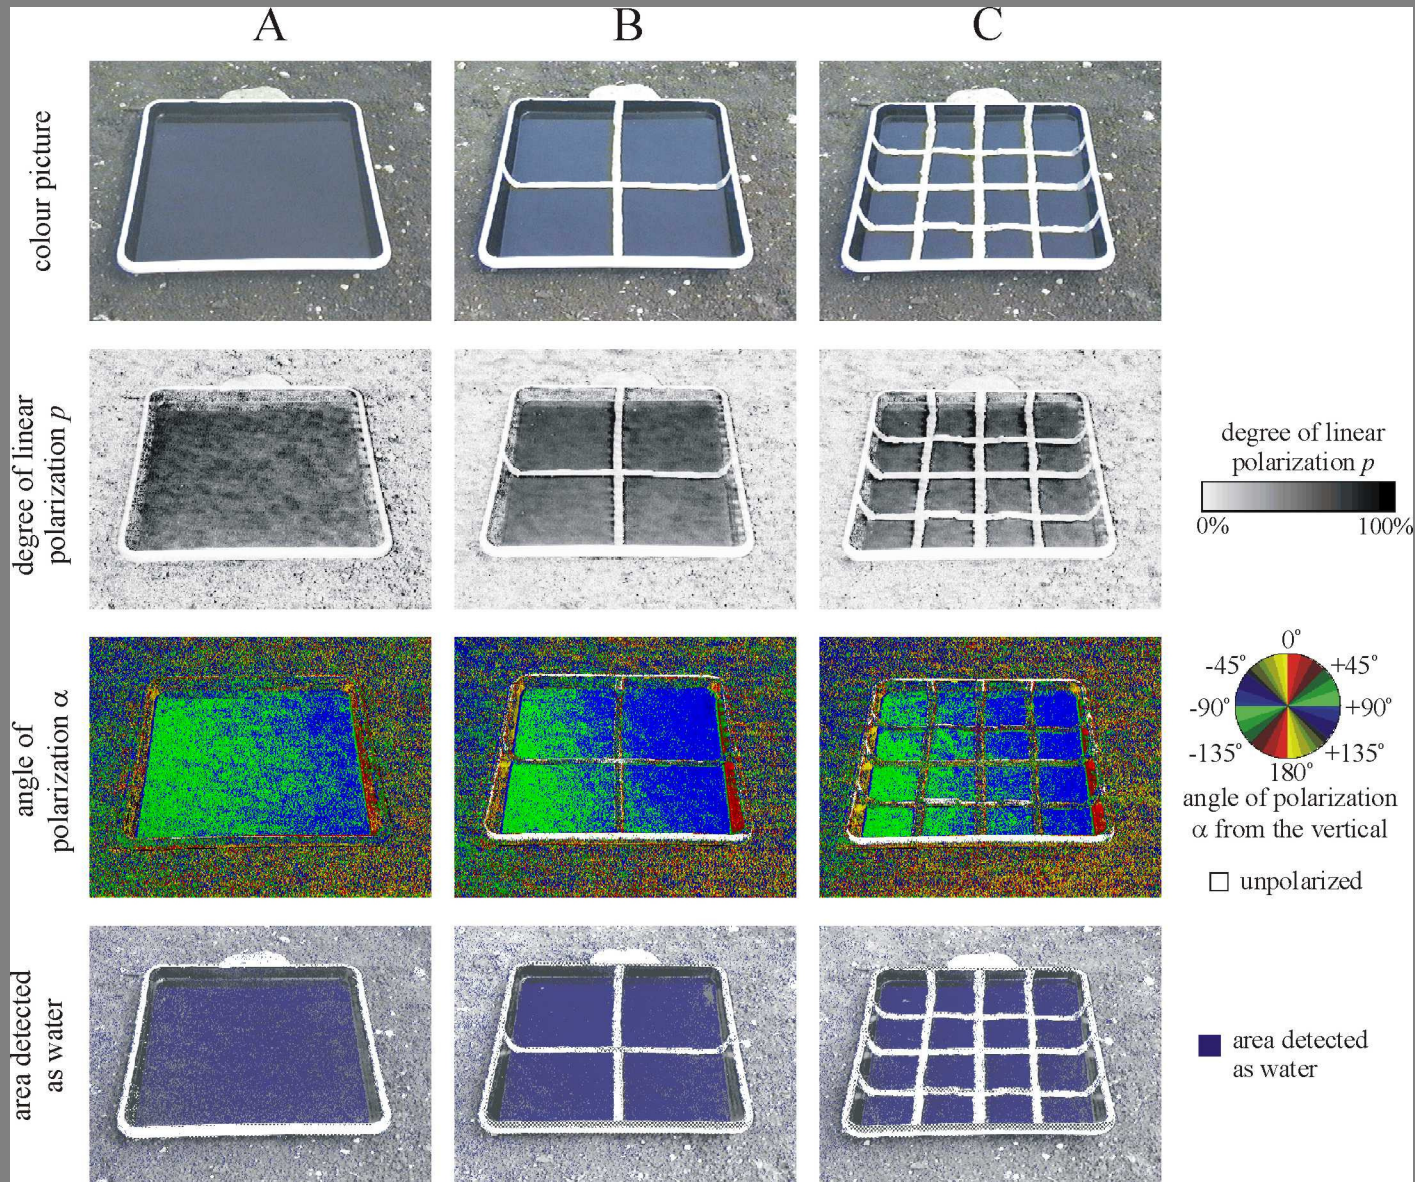 A B C
colour picture
degree of linear
polarization p
degree of linear
polarization p
0% 100%
angle of
polarization α
0°
-45° +45°
-90° +90°
-135° +135°
180°
angle of polarization
α from the vertical
unpolarized
area detected
as water
area detected
as water